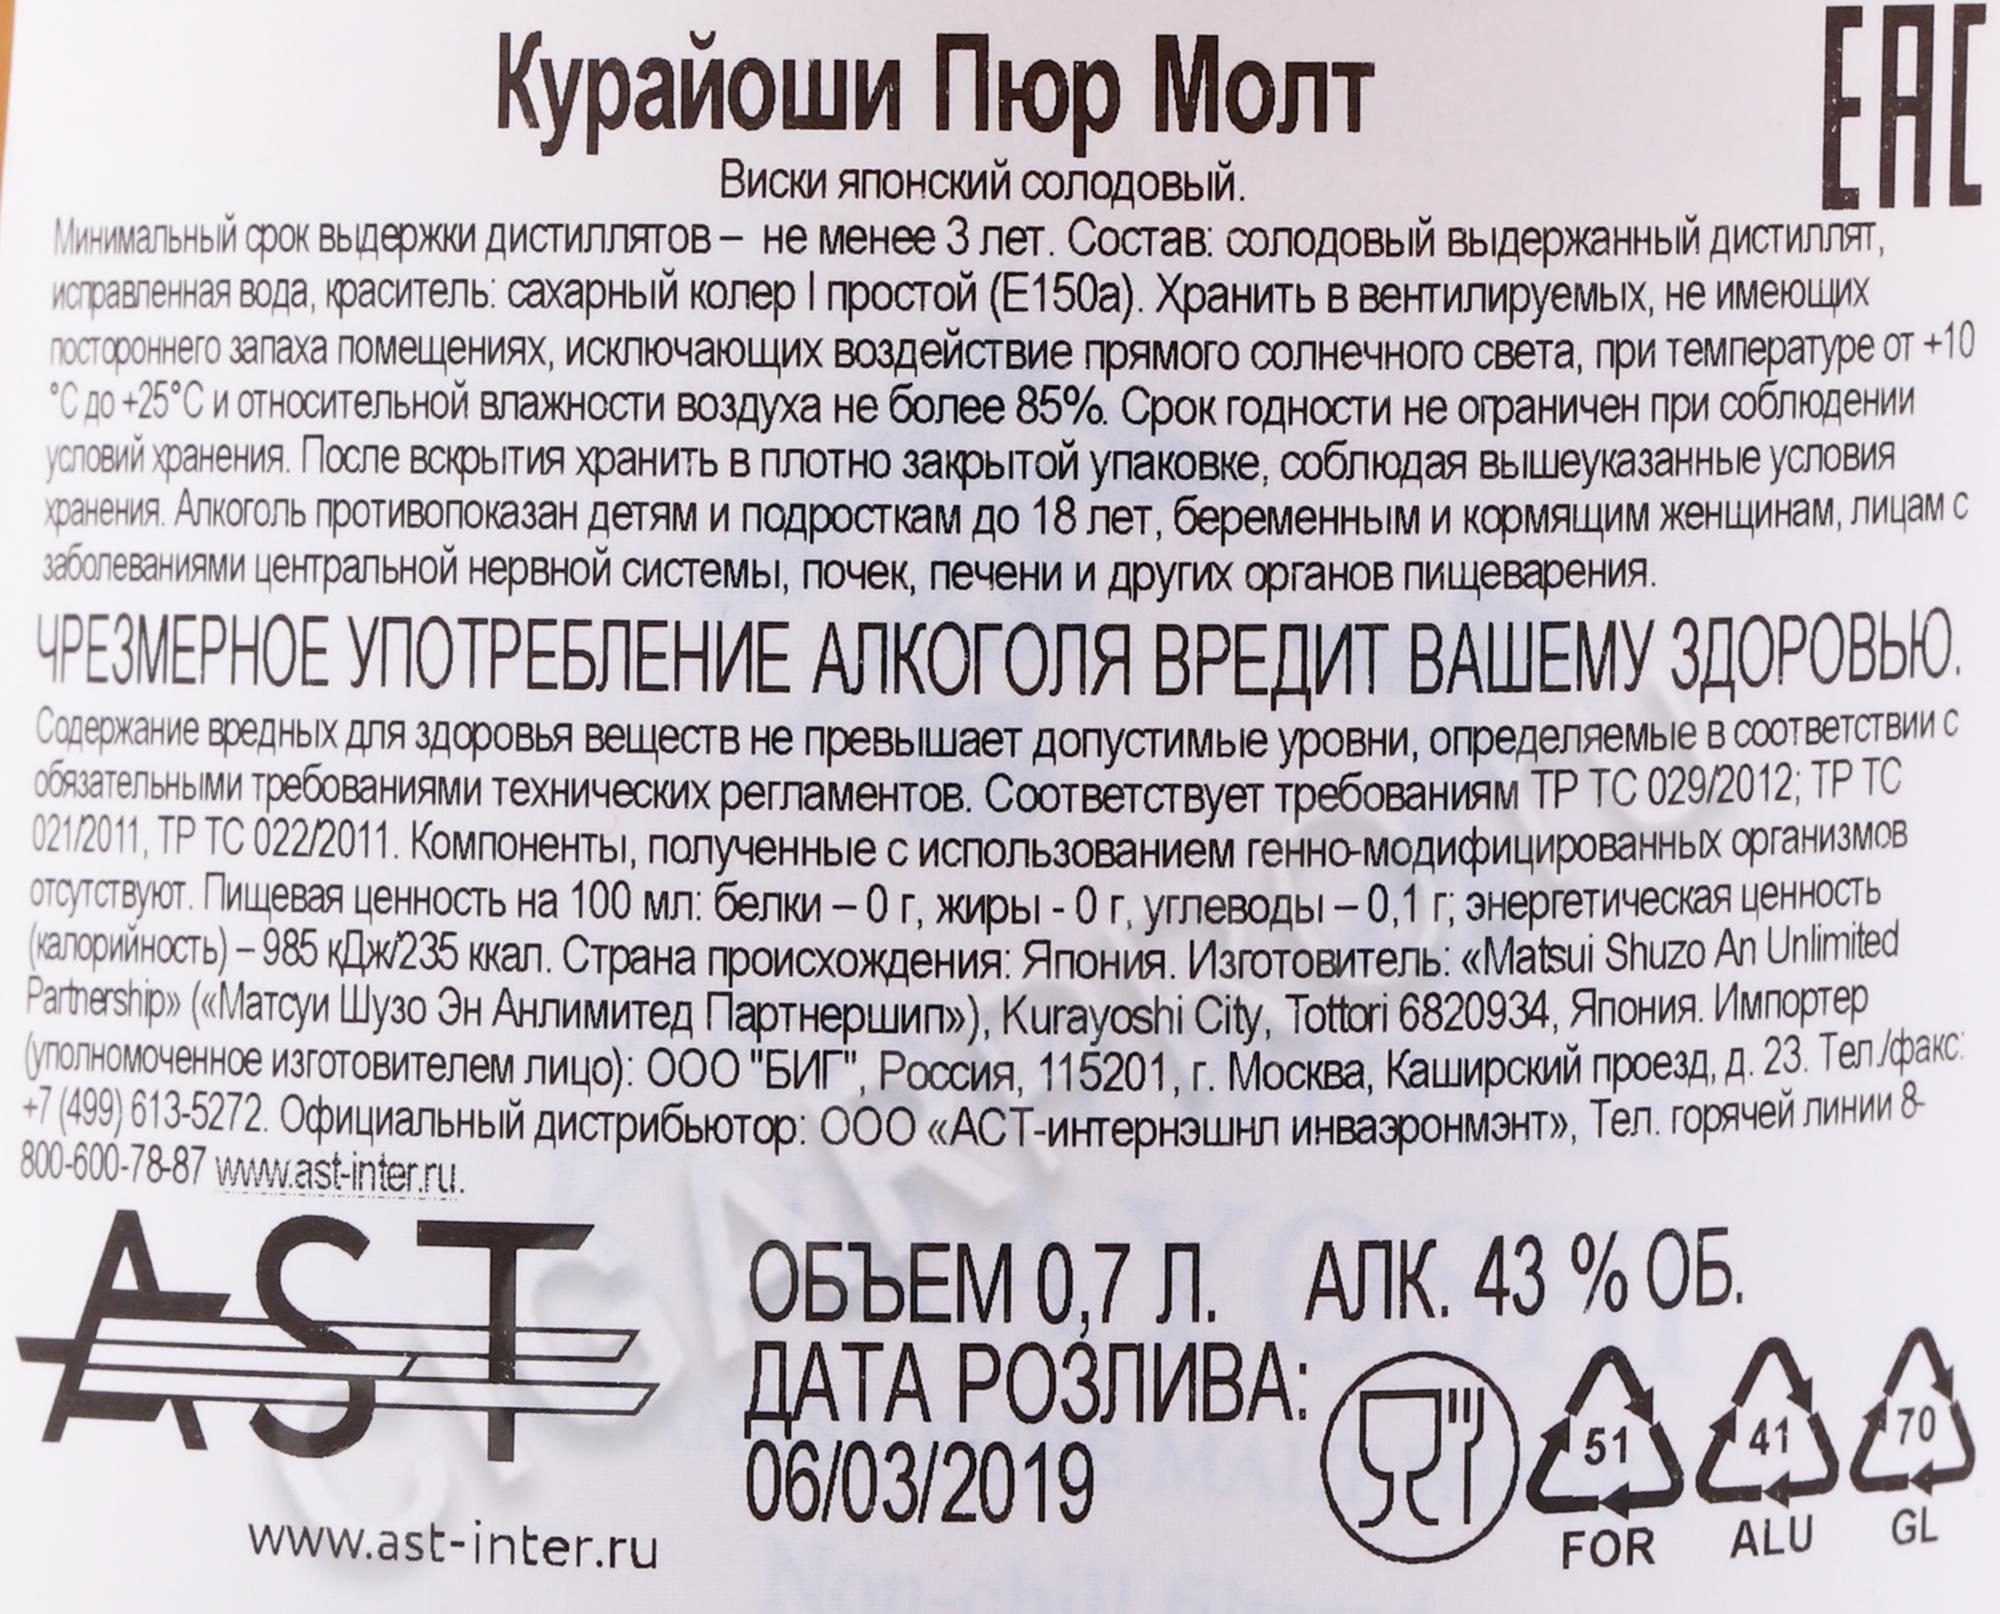 Курайоши Пюр Молт
EAC
Виски японский солодовый.
Минимальный срок выдержки дистиллятов – не менее 3 лет. Состав: солодовый выдержанный дистиллят,
исправленная вода, краситель: сахарный колер I простой (Е150а). Хранить в вентилируемых, не имеющих
постороннего запаха помещениях, исключающих воздействие прямого солнечного света, при температуре от +10
°С до +25°С и относительной влажности воздуха не более 85%. Срок годности не ограничен при соблюдении
условий хранения. После вскрытия хранить в плотно закрытой упаковке, соблюдая вышеуказанные условия
хранения. Алкоголь противопоказан детям и подросткам до 18 лет, беременным и кормящим женщинам, лицам с
заболеваниями центральной нервной системы, почек, печени и других органов пищеварения.
ЧРЕЗМЕРНОЕ УПОТРЕБЛЕНИЕ АЛКОГОЛЯ ВРЕДИТ ВАШЕМУ ЗДОРОВЬЮ.
Содержание вредных для здоровья веществ не превышает допустимые уровни, определяемые в соответствии с
обязательными требованиями технических регламентов. Соответствует требованиям ТР ТС 029/2012; ТР ТС
021/2011, ТР ТС 022/2011. Компоненты, полученные с использованием генно-модифицированных организмов
отсутствуют. Пищевая ценность на 100 мл: белки – 0 г, жиры - 0 г, углеводы – 0,1 г; энергетическая ценность
(калорийность) – 985 кДж/235 ккал. Страна происхождения: Япония. Изготовитель: «Matsui Shuzo An Unlimited
Partnership» («Матсуи Шузо Эн Анлимитед Партнершип»), Kurayoshi City, Tottori 6820934, Япония. Импортер
(уполномоченное изготовителем лицо): ООО "БИГ", Россия, 115201, г. Москва, Каширский проезд, д. 23. Тел./факс:
+7 (499) 613-5272. Официальный дистрибьютор: ООО «АСТ-интернэшнл инваэронмэнт», Тел. горячей линии 8-
800-600-78-87 www.ast-inter.ru.
AST
www.ast-inter.ru
ОБЪЕМ 0,7 Л. АЛК. 43 % ОБ.
ДАТА РОЗЛИВА:
06/03/2019
51 41 70
FOR ALU GL
CIGARPRO.RU
Non-chill filtered